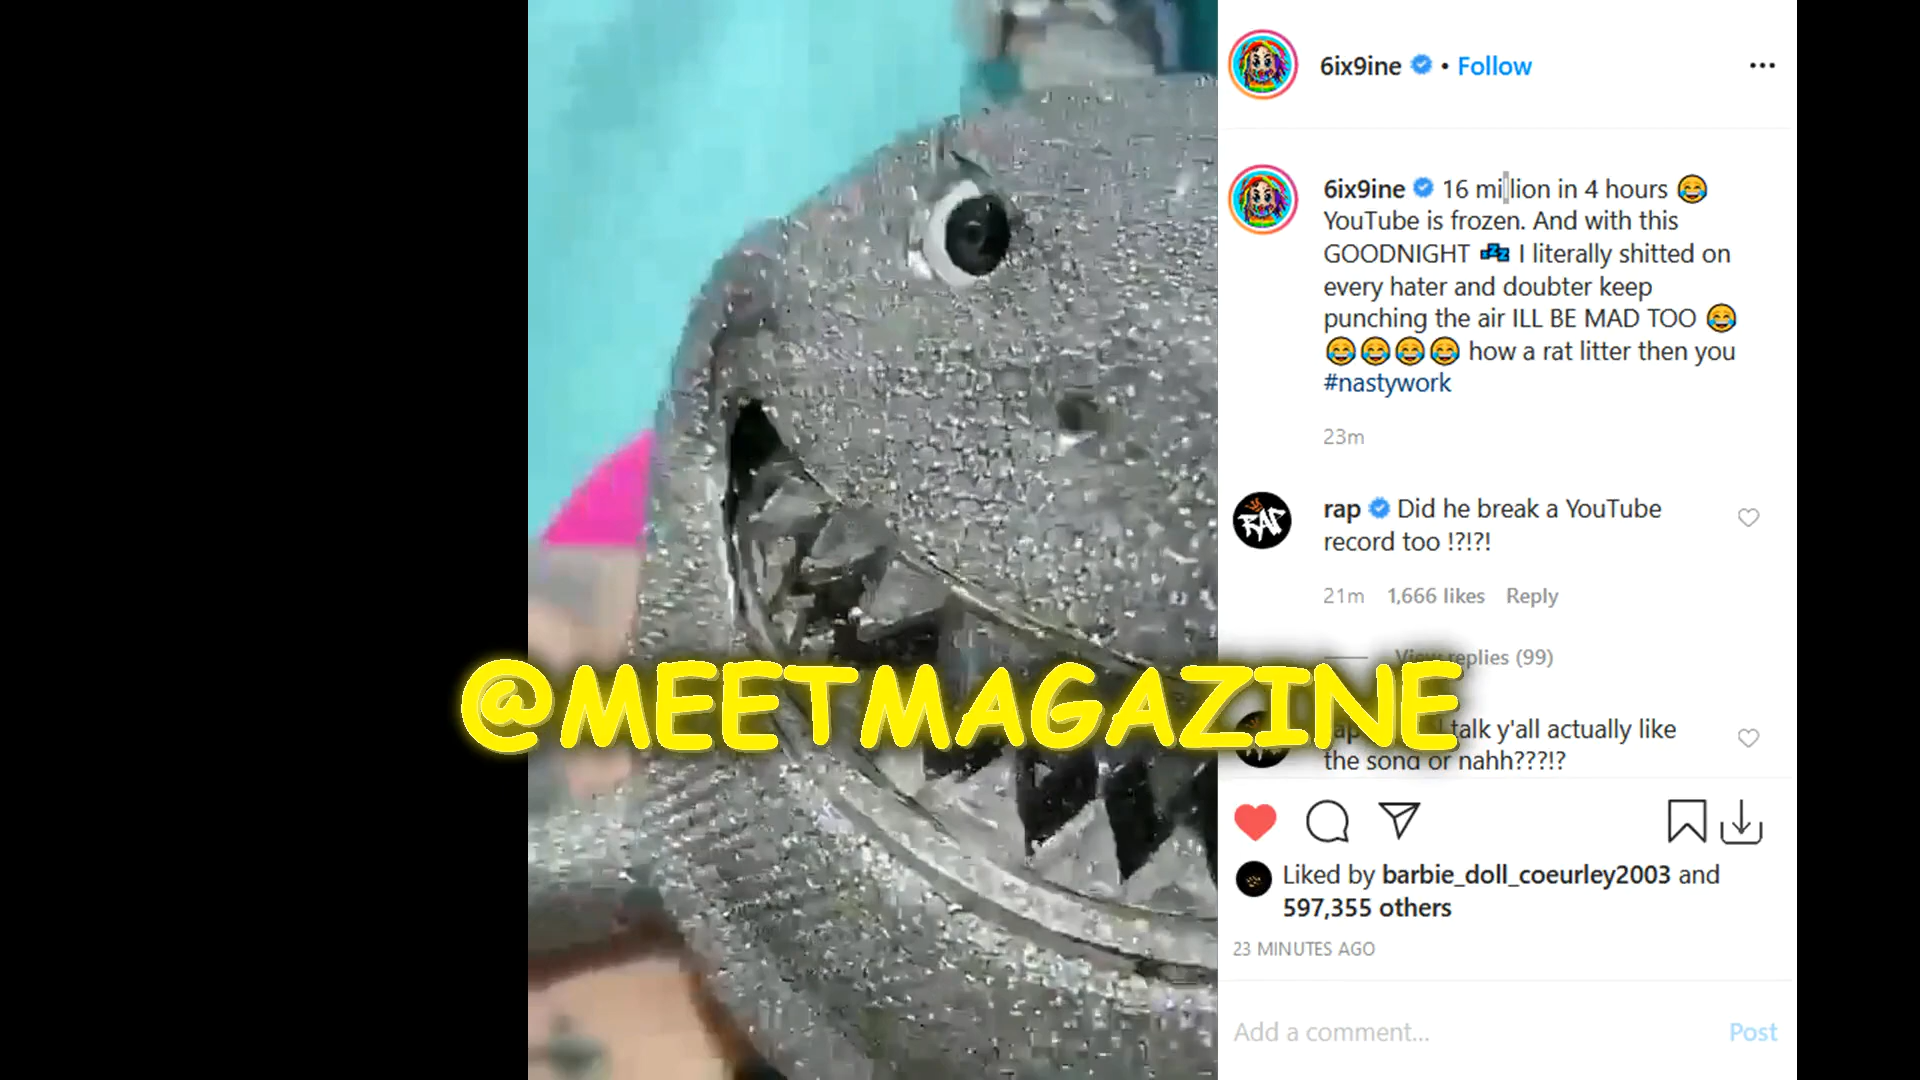 6ix9ine • Follow
6ix9ine 16 million in 4 hours 😂
YouTube is frozen. And with this
GOODNIGHT 💤 I literally shitted on
every hater and doubter keep
punching the air ILL BE MAD TOO 😂
😂😂😂😂 how a rat litter then you
#nastywork
23m
RAP
rap Did he break a YouTube
record too !?!?!
21m 1,666 likes Reply
View replies (99)
@MEETMAGAZINE
talk y'all actually like
the song or nahh???!?
Liked by barbie_doll_coeurley2003 and
597,355 others
23 MINUTES AGO
Add a comment... Post